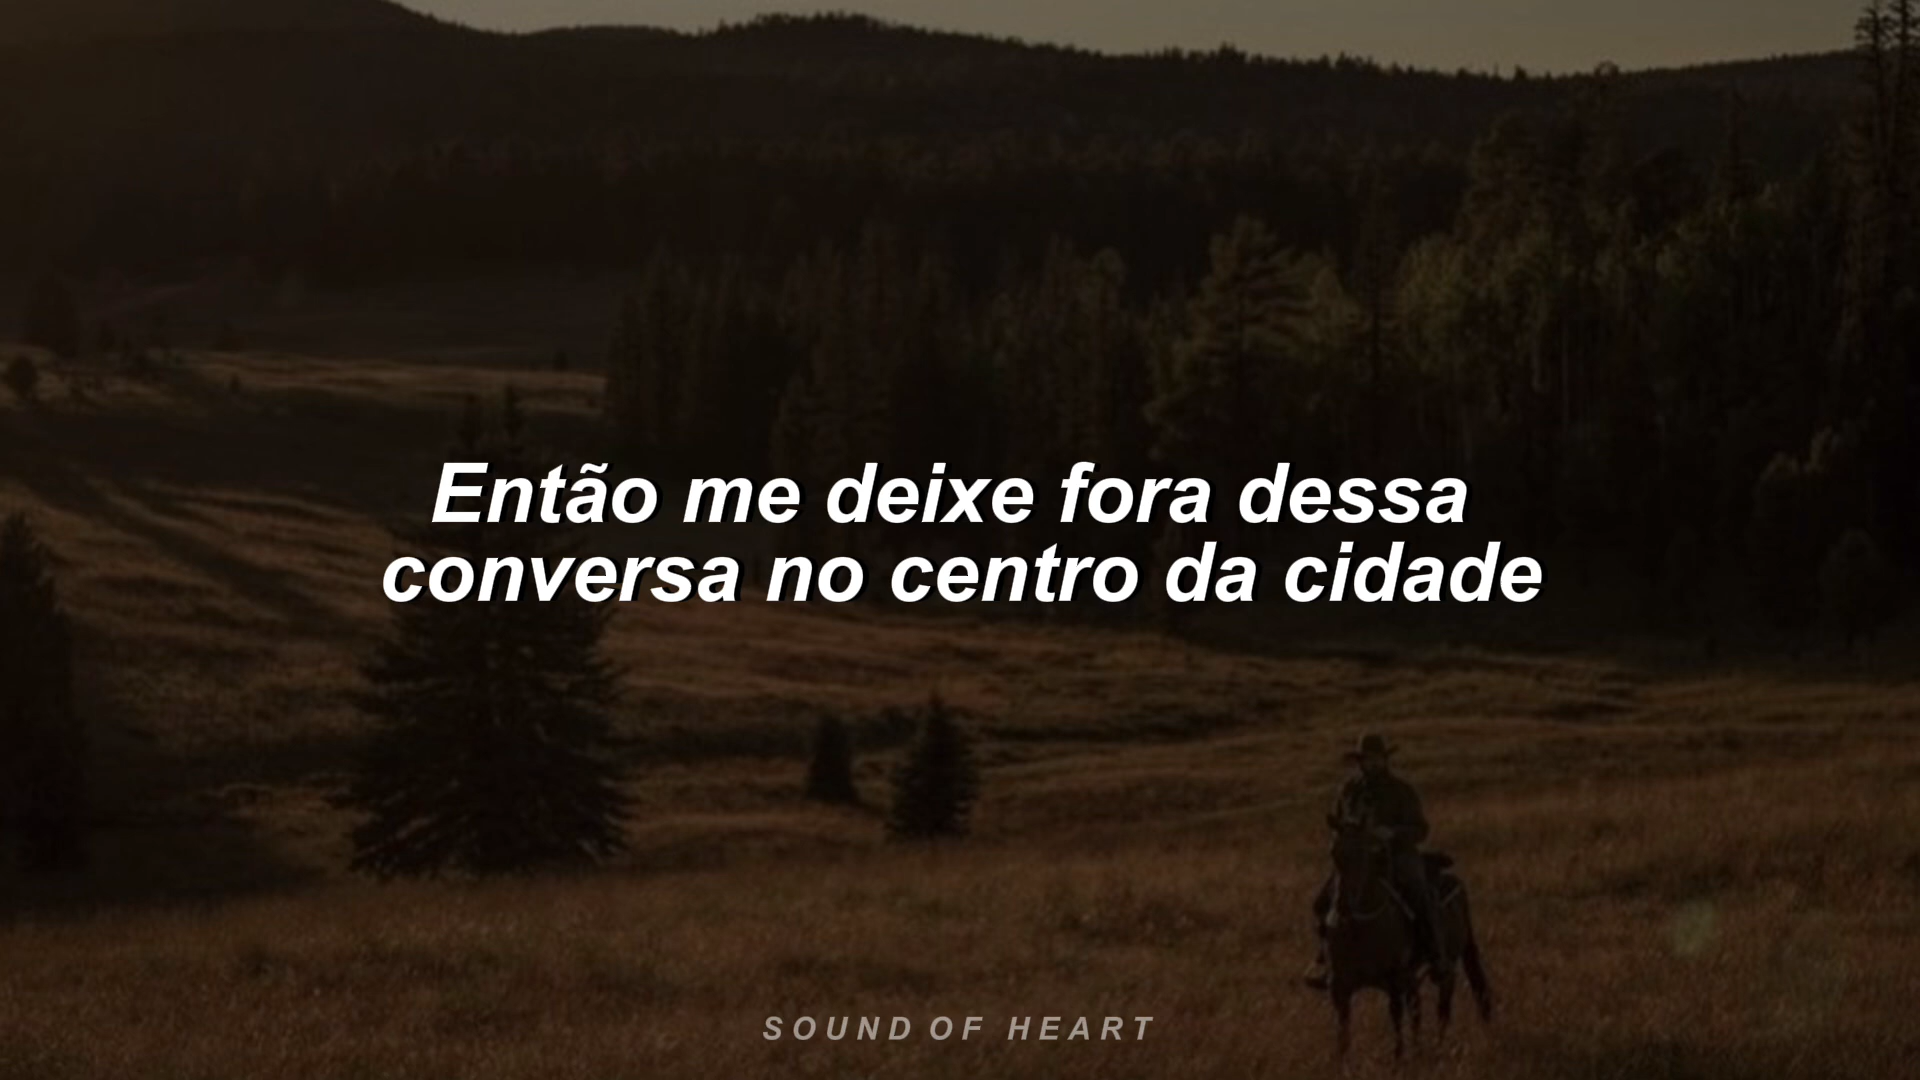 Então me deixe fora dessa
conversa no centro da cidade
SOUND OF HEART